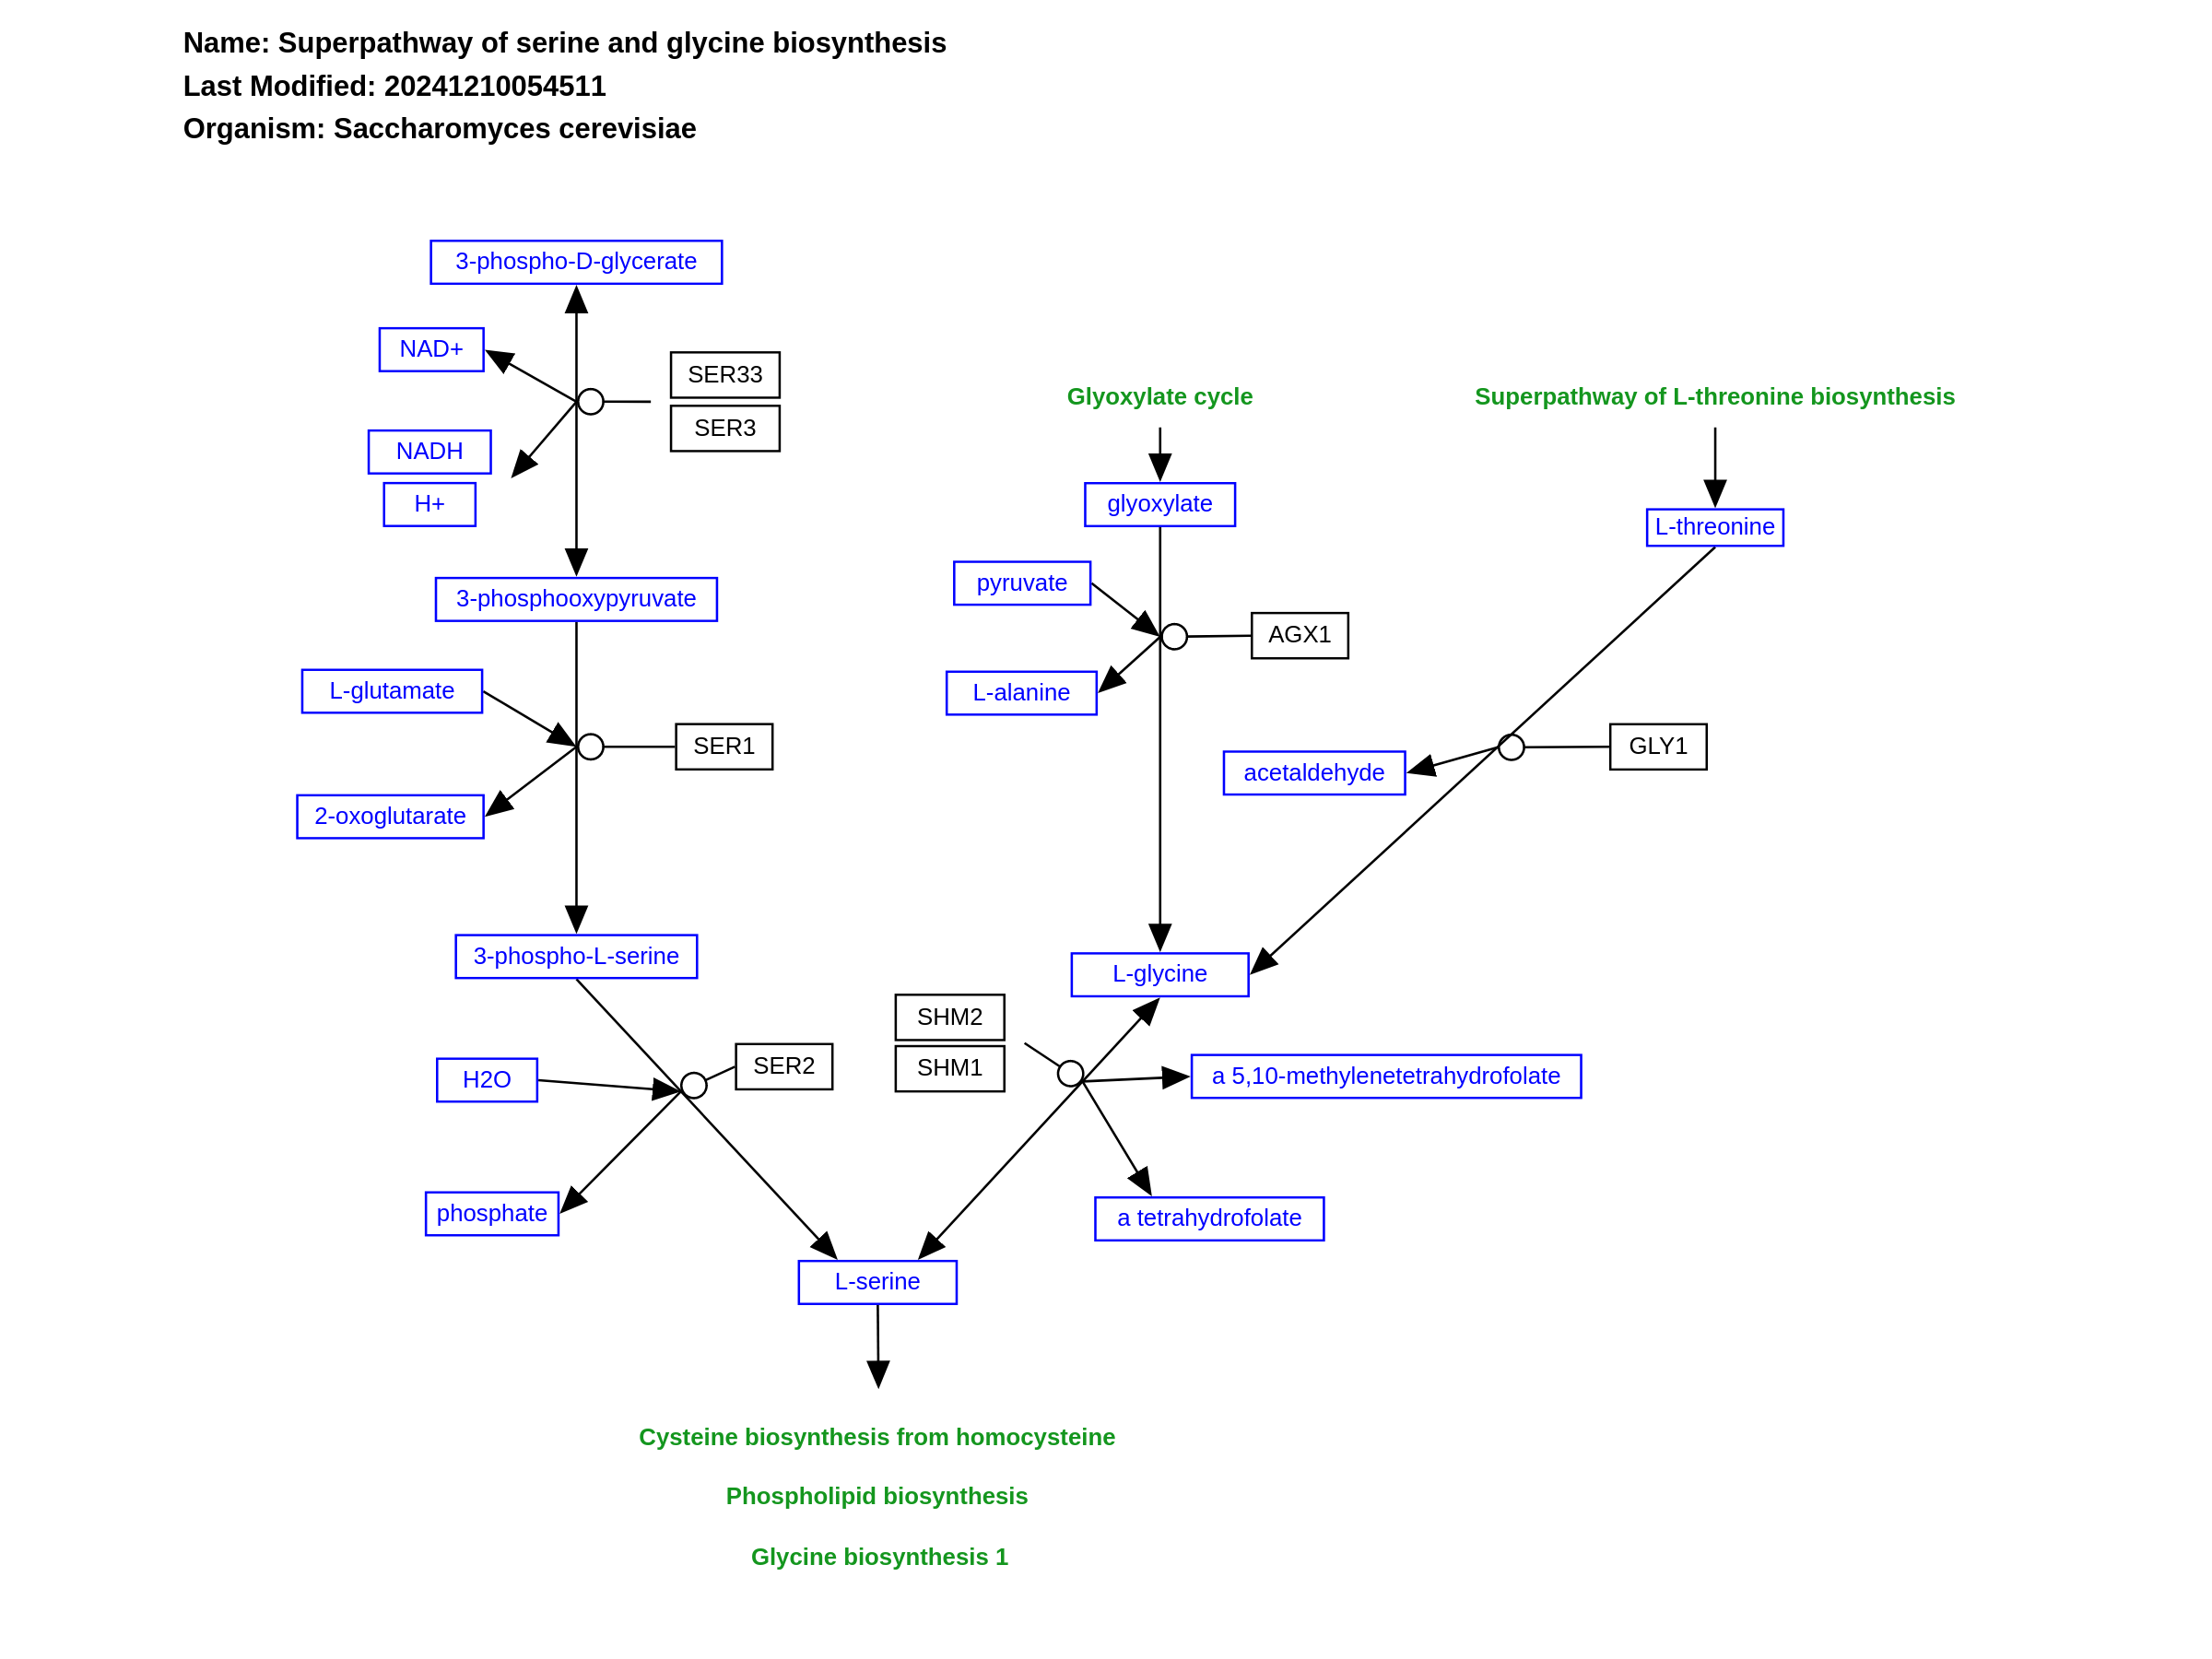 Name: Superpathway of serine and glycine biosynthesis
Last Modified: 20241210054511
Organism: Saccharomyces cerevisiae
3-phospho-D-glycerate
NAD+
SER33
SER3
NADH
H+
3-phosphooxypyruvate
L-glutamate
SER1
2-oxoglutarate
3-phospho-L-serine
H2O
SER2
phosphate
Glyoxylate cycle
glyoxylate
pyruvate
AGX1
L-alanine
Superpathway of L-threonine biosynthesis
L-threonine
GLY1
acetaldehyde
L-glycine
SHM2
SHM1
a 5,10-methylenetetrahydrofolate
a tetrahydrofolate
L-serine
Cysteine biosynthesis from homocysteine
Phospholipid biosynthesis
Glycine biosynthesis 1